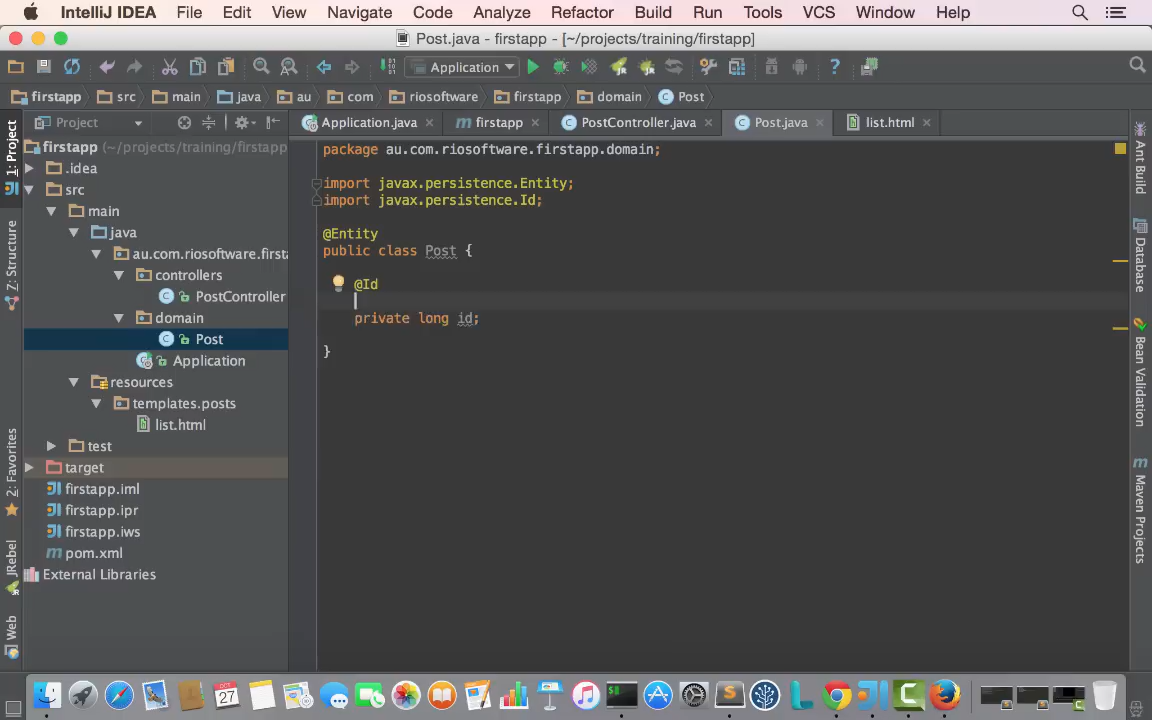 IntelliJ IDEA File Edit View Navigate Code Analyze Refactor Build Run Tools VCS Window Help
Post.java - firstapp - [~/projects/training/firstapp]
Application
firstapp src main java au com riosoftware firstapp domain Post
Project
Application.java firstapp PostController.java Post.java list.html
1: Project
Z: Structure
2: Favorites
JRebel
Web
firstapp (~/projects/training/firstapp
.idea
src
main
java
au.com.riosoftware.firsta
controllers
PostController
domain
Post
Application
resources
templates.posts
list.html
test
target
firstapp.iml
firstapp.ipr
firstapp.iws
pom.xml
External Libraries
package au.com.riosoftware.firstapp.domain;
import javax.persistence.Entity;
import javax.persistence.Id;
@Entity
public class Post {
@Id
private long id;
}
Ant Build
Database
Bean Validation
Maven Projects
OCT
27